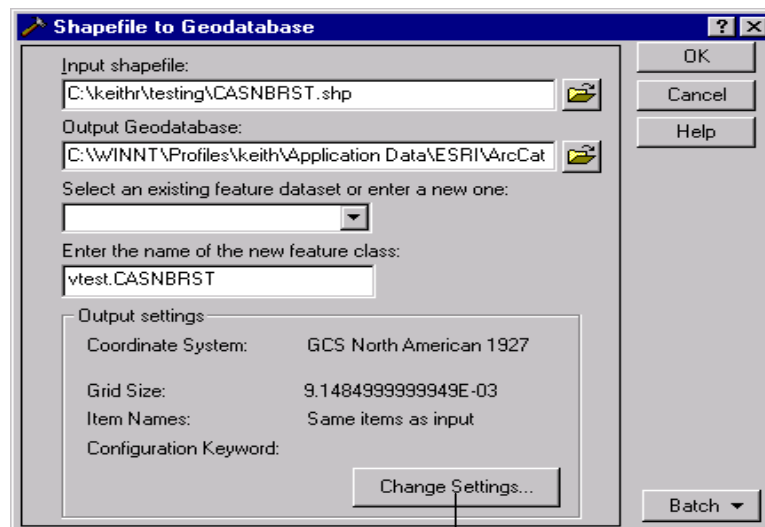 Shapefile to Geodatabase
Input shapefile:
C:\keithr\testing\CASNBRST.shp
Output Geodatabase:
C:\WINNT\Profiles\keith\Application Data\ESRI\ArcCat
Select an existing feature dataset or enter a new one:
Enter the name of the new feature class:
vtest.CASNBRST
Output settings
Coordinate System: GCS North American 1927
Grid Size: 9.1484999999949E-03
Item Names: Same items as input
Configuration Keyword:
Change Settings...
OK
Cancel
Help
Batch